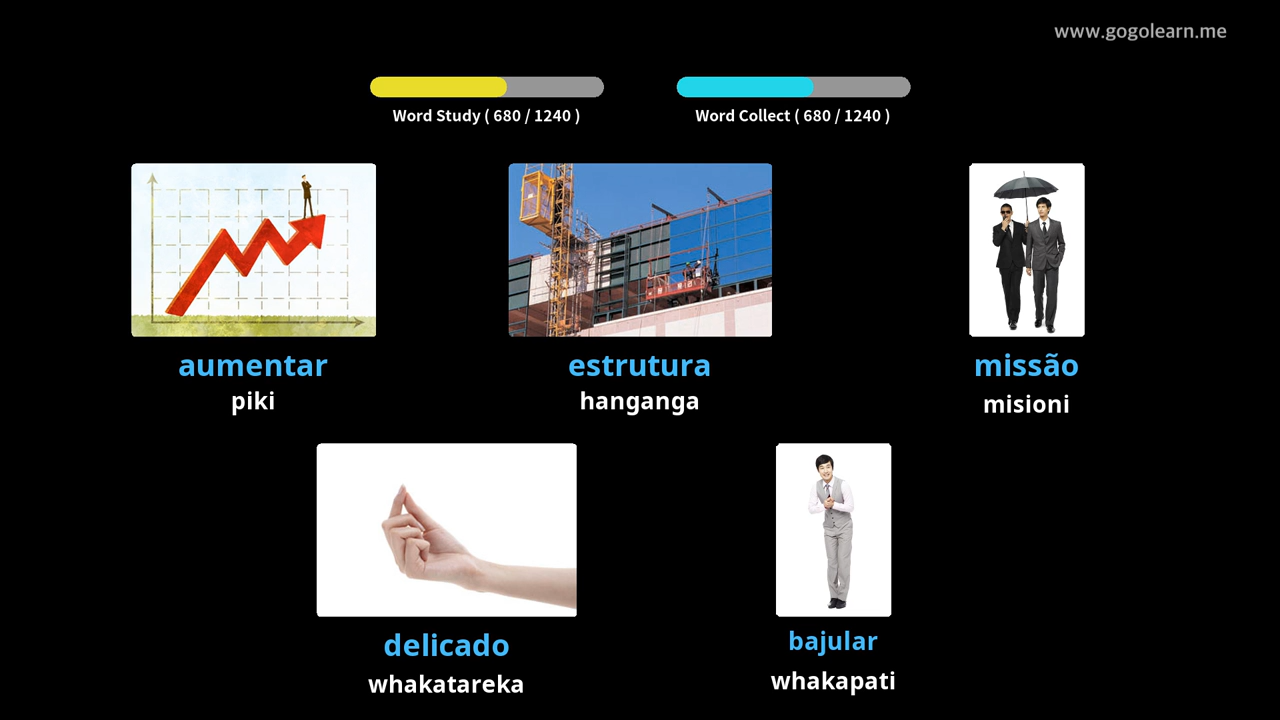 www.gogolearn.me
Word Study ( 680 / 1240 )
Word Collect ( 680 / 1240 )
aumentar
piki
estrutura
hanganga
missão
misioni
delicado
whakatareka
bajular
whakapati